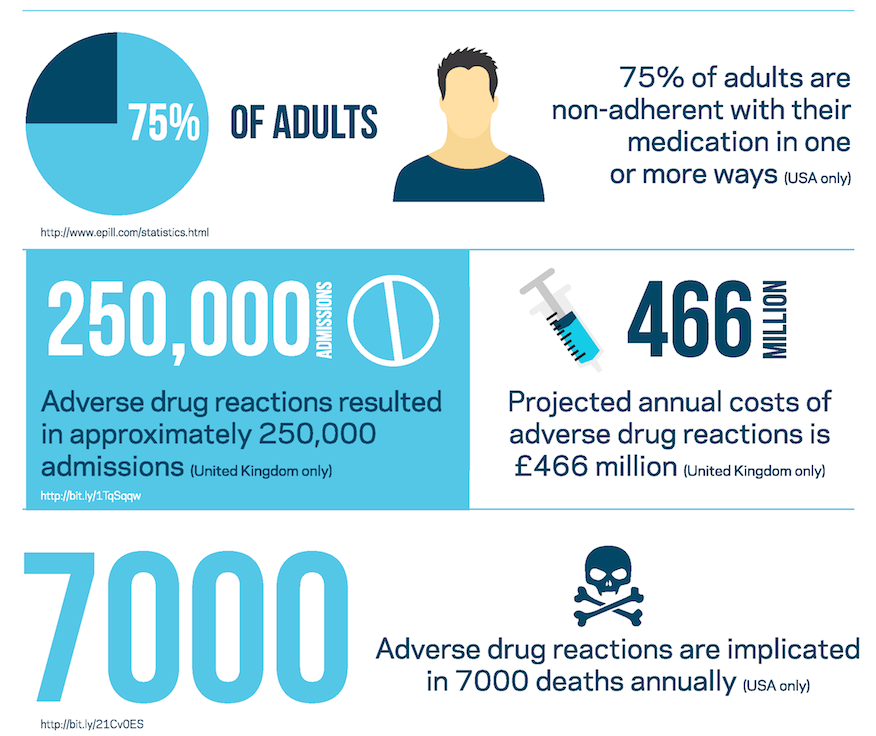 75%
OF ADULTS
75% of adults are
non-adherent with their
medication in one
or more ways (USA only)
http://www.epill.com/statistics.html
250,000
ADMISSIONS
Adverse drug reactions resulted
in approximately 250,000
admissions (United Kingdom only)
http://bit.ly/1TqSqqw
466
MILLION
Projected annual costs of
adverse drug reactions is
£466 million (United Kingdom only)
7000
Adverse drug reactions are implicated
in 7000 deaths annually (USA only)
http://bit.ly/21Cv0ES